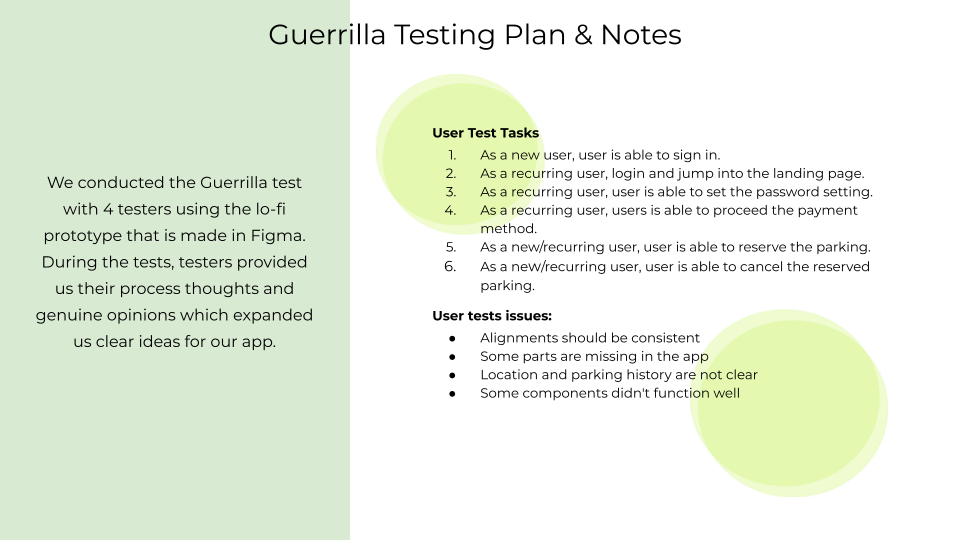 Guerrilla Testing Plan & Notes
We conducted the Guerrilla test
with 4 testers using the lo-fi
prototype that is made in Figma.
During the tests, testers provided
us their process thoughts and
genuine opinions which expanded
us clear ideas for our app.
User Test Tasks
1. As a new user, user is able to sign in.
2. As a recurring user, login and jump into the landing page.
3. As a recurring user, user is able to set the password setting.
4. As a recurring user, users is able to proceed the payment
method.
5. As a new/recurring user, user is able to reserve the parking.
6. As a new/recurring user, user is able to cancel the reserved
parking.
User tests issues:
● Alignments should be consistent
● Some parts are missing in the app
● Location and parking history are not clear
● Some components didn't function well